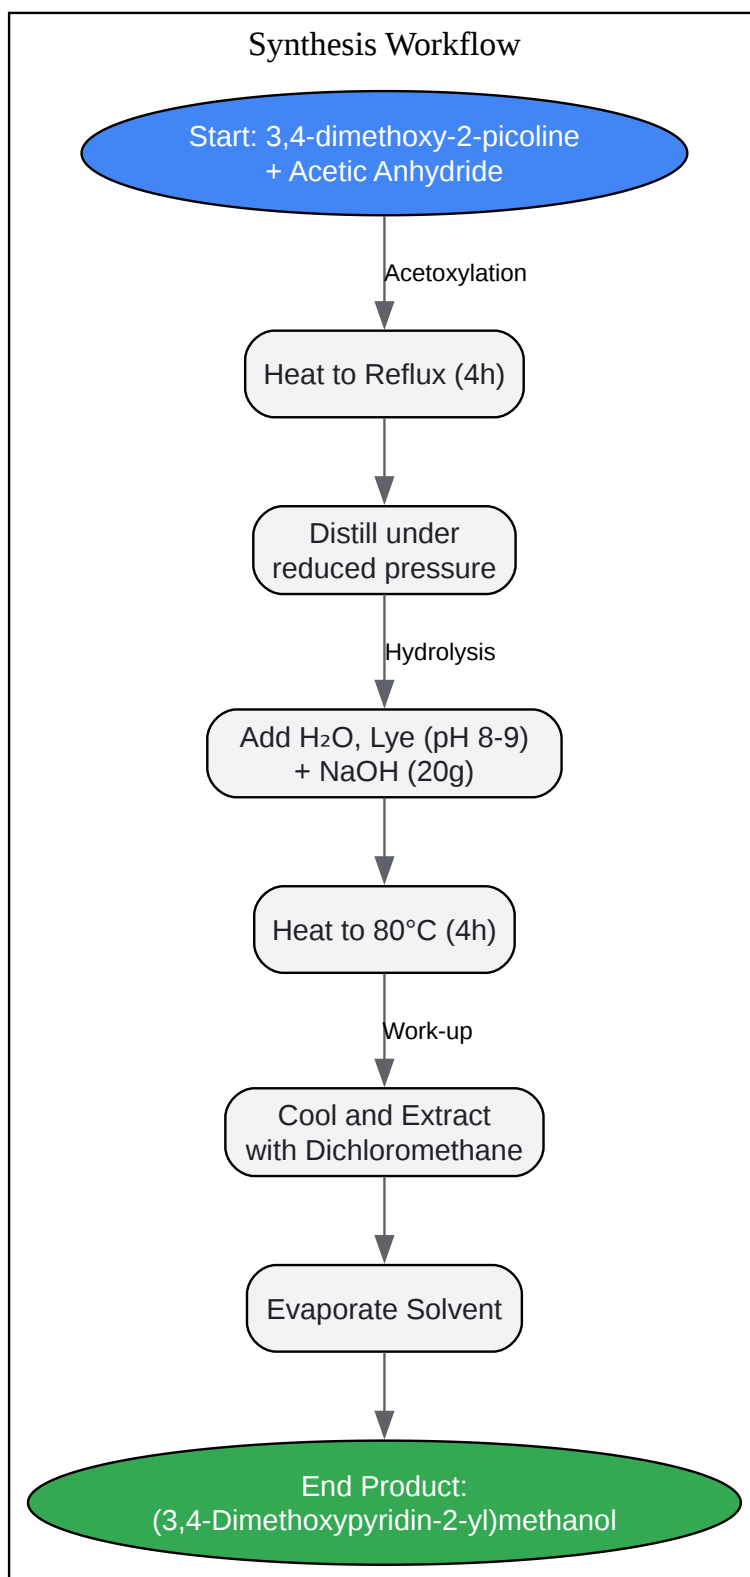 Synthesis Workflow
Start: 3,4-dimethoxy-2-picoline
+ Acetic Anhydride
Acetoxylation
Heat to Reflux (4h)
Distill under
reduced pressure
Hydrolysis
Add H₂O, Lye (pH 8-9)
+ NaOH (20g)
Heat to 80°C (4h)
Work-up
Cool and Extract
with Dichloromethane
Evaporate Solvent
End Product:
(3,4-Dimethoxypyridin-2-yl)methanol